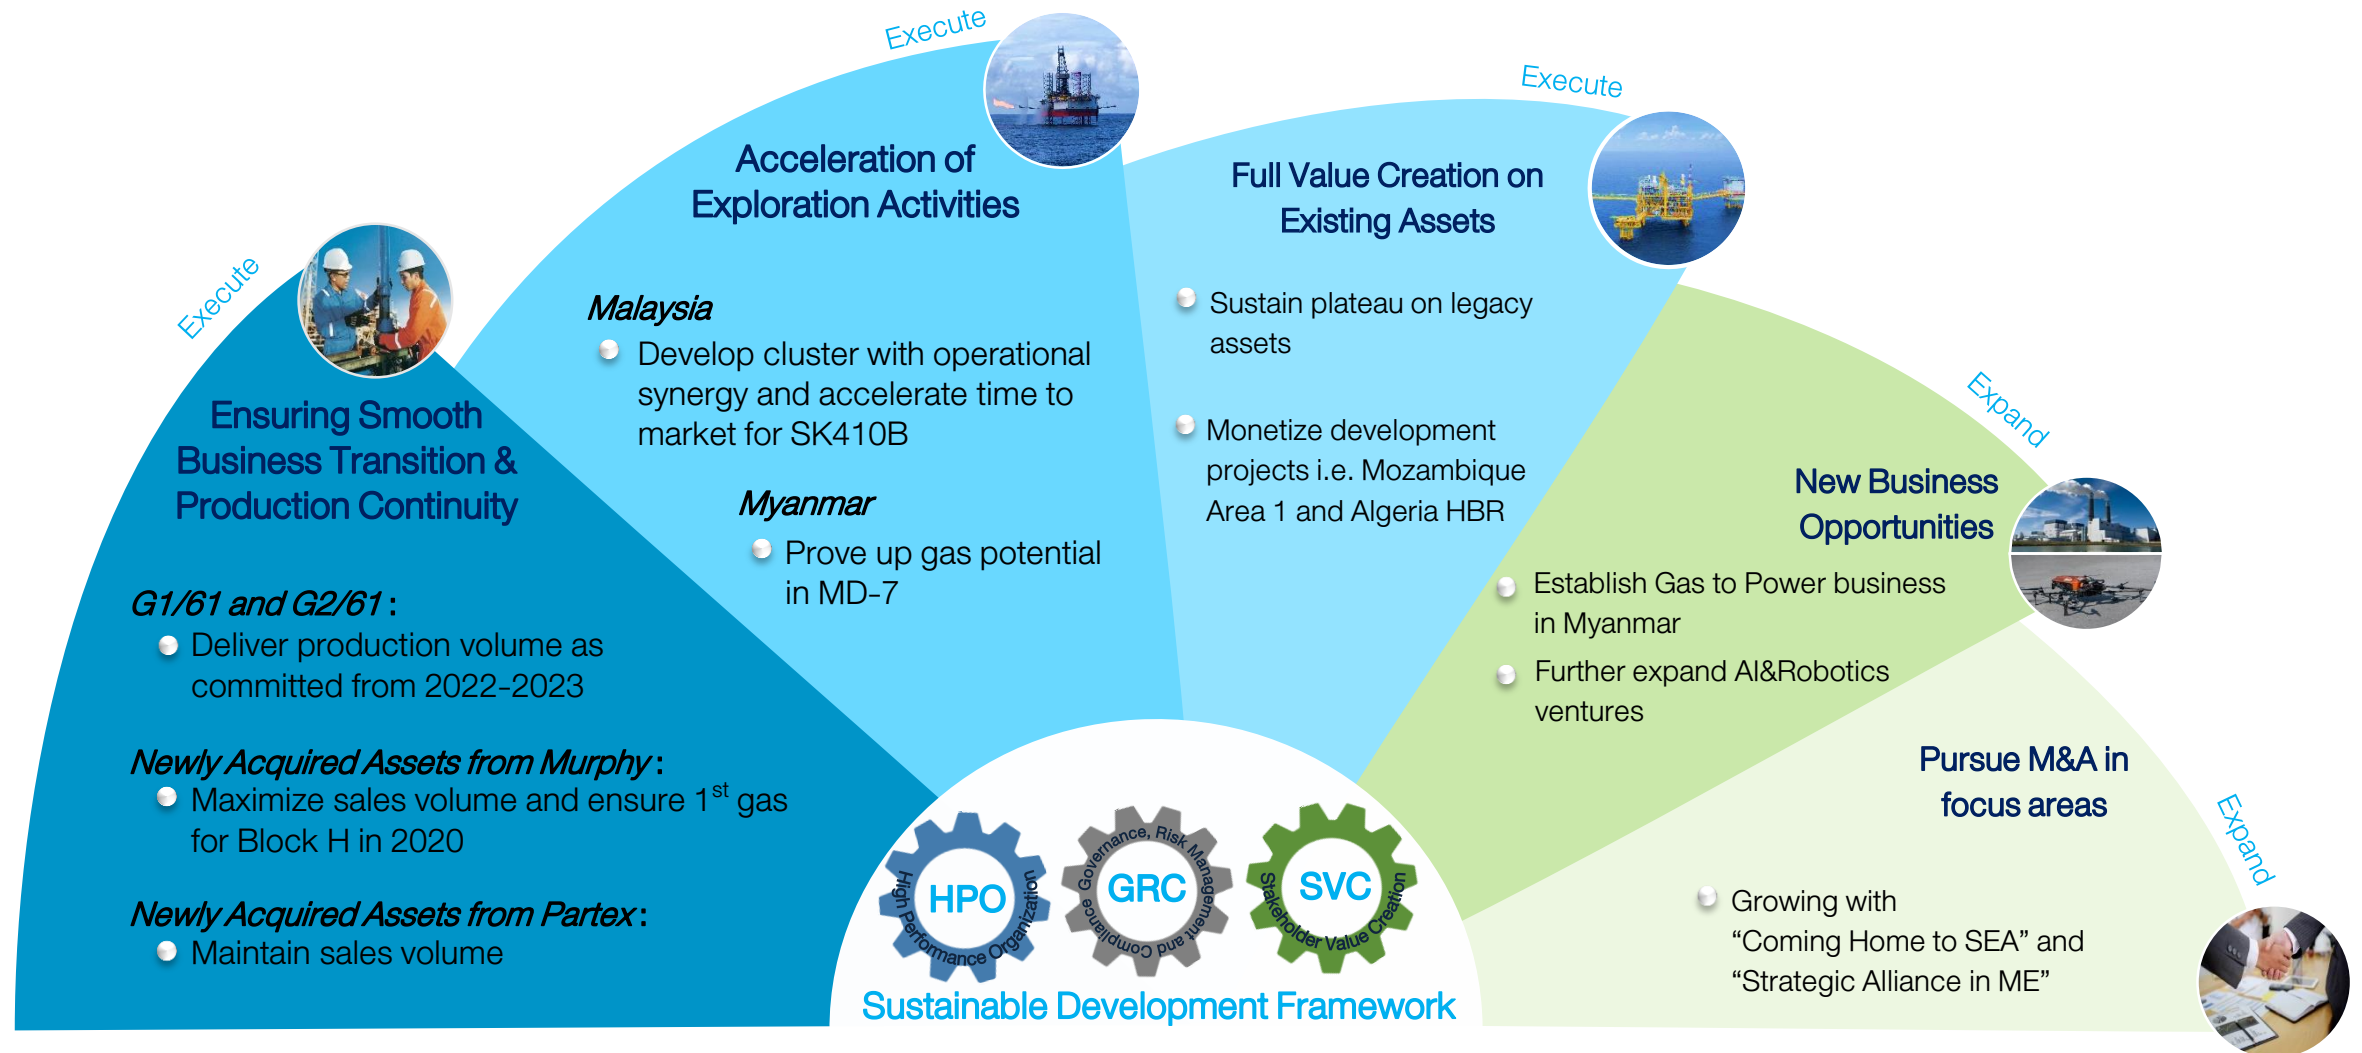 Execute
Ensuring Smooth
Business Transition &
Production Continuity
G1/61 and G2/61 :
Deliver production volume as
committed from 2022-2023
Newly Acquired Assets from Murphy :
Maximize sales volume and ensure 1st gas
for Block H in 2020
Newly Acquired Assets from Partex :
Maintain sales volume
Execute
Acceleration of
Exploration Activities
Malaysia
Develop cluster with operational
synergy and accelerate time to
market for SK410B
Myanmar
Prove up gas potential
in MD-7
Execute
Full Value Creation on
Existing Assets
Sustain plateau on legacy
assets
Monetize development
projects i.e. Mozambique
Area 1 and Algeria HBR
Expand
New Business
Opportunities
Establish Gas to Power business
in Myanmar
Further expand AI&Robotics
ventures
Expand
Pursue M&A in
focus areas
Growing with
“Coming Home to SEA” and
“Strategic Alliance in ME”
HPO
High Performance Organization
GRC
Governance, Risk Management and Compliance
SVC
Stakeholder Value Creation
Sustainable Development Framework